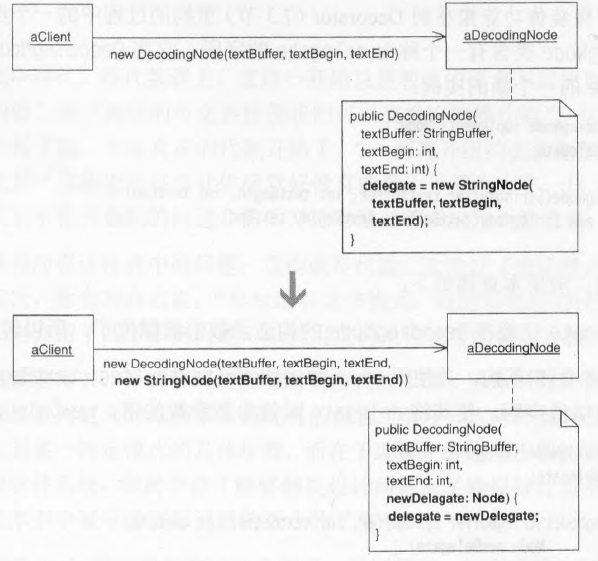 aClient
aDecodingNode
new DecodingNode(textBuffer, textBegin, textEnd)
public DecodingNode(
textBuffer: StringBuffer,
textBegin: int,
textEnd: int) {
delegate = new StringNode(
textBuffer, textBegin,
textEnd);
}
aClient
aDecodingNode
new DecodingNode(textBuffer, textBegin, textEnd,
new StringNode(textBuffer, textBegin, textEnd))
public DecodingNode(
textBuffer: StringBuffer,
textBegin: int,
textEnd: int,
newDelegate: Node) {
delegate = newDelegate;
}